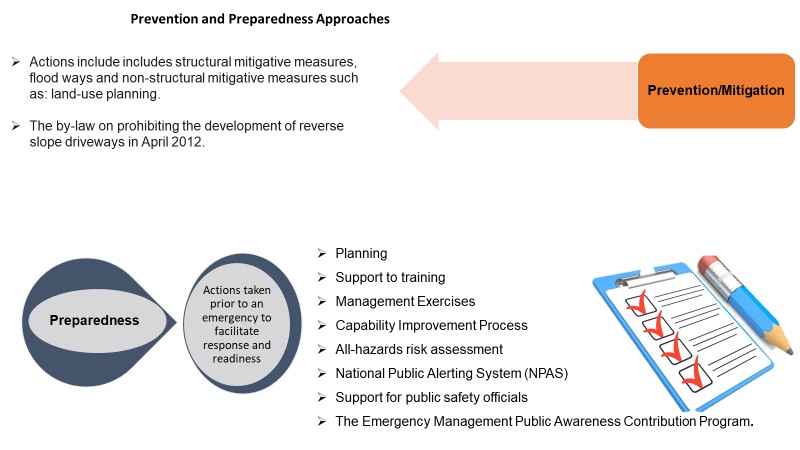 Prevention and Preparedness Approaches
➢ Actions include includes structural mitigative measures,
flood ways and non-structural mitigative measures such
as: land-use planning.
➢ The by-law on prohibiting the development of reverse
slope driveways in April 2012.
Prevention/Mitigation
Preparedness
Actions taken
prior to an
emergency to
facilitate
response and
readiness
➢ Planning
➢ Support to training
➢ Management Exercises
➢ Capability Improvement Process
➢ All-hazards risk assessment
➢ National Public Alerting System (NPAS)
➢ Support for public safety officials
➢ The Emergency Management Public Awareness Contribution Program.